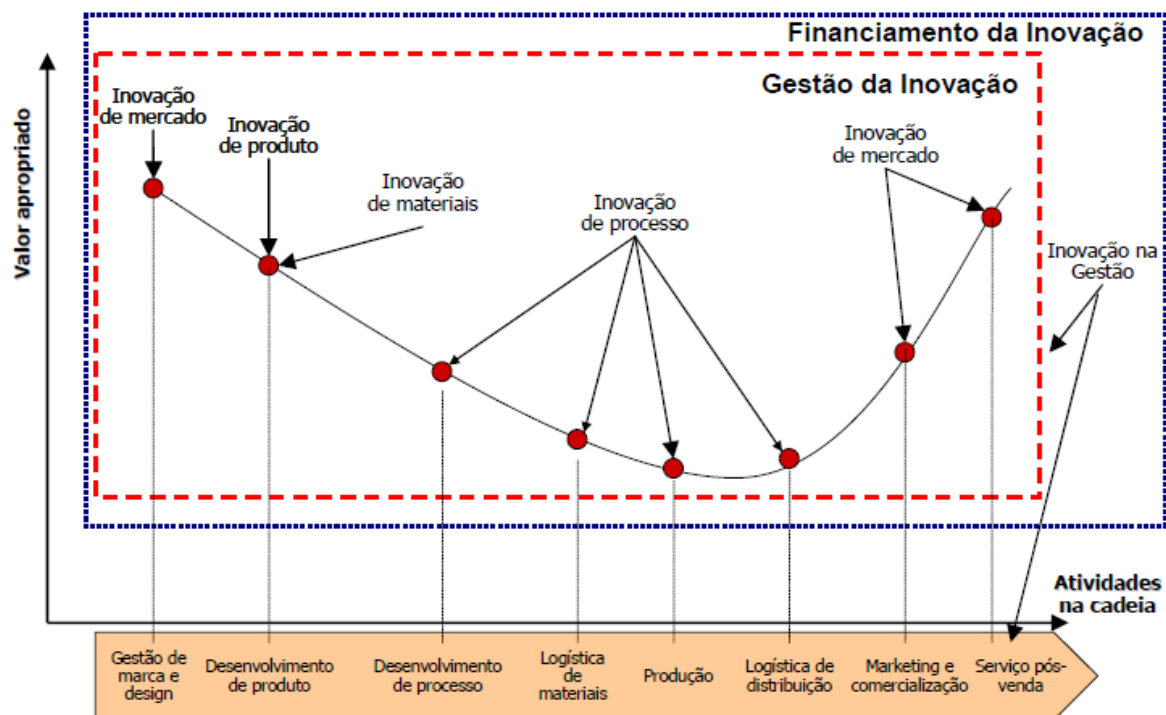 Financiamento da Inovação
Gestão da Inovação
Inovação
de mercado
Inovação
de produto
Inovação
de materiais
Inovação
de processo
Inovação
de mercado
Inovação na
Gestão
Valor apropriado
Atividades
na cadeia
Gestão de
marca e
design
Desenvolvimento
de produto
Desenvolvimento
de processo
Logística
de
materiais
Produção
Logística de
distribuição
Marketing e
comercialização
Serviço pós-
venda